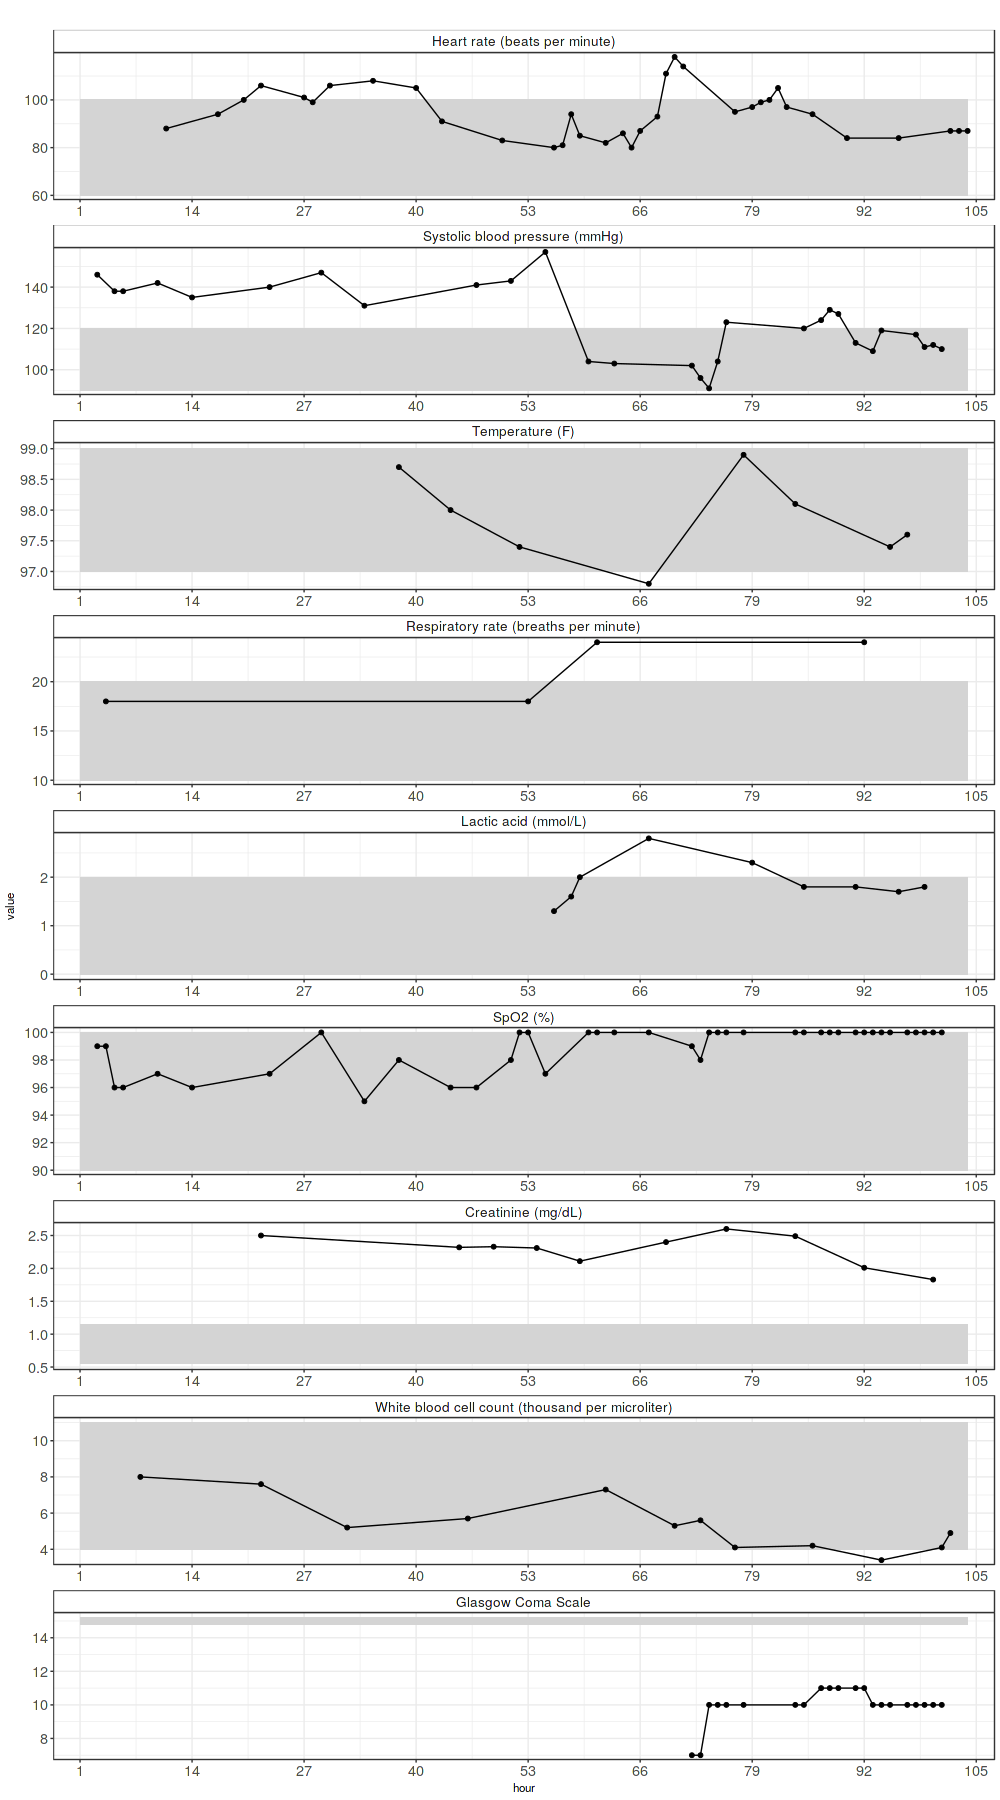 Heart rate (beats per minute)
100
80
60
1 14 27 40 53 66 79 92 105
Systolic blood pressure (mmHg)
140
120
100
1 14 27 40 53 66 79 92 105
Temperature (F)
99.0
98.5
98.0
97.5
97.0
1 14 27 40 53 66 79 92 105
Respiratory rate (breaths per minute)
20
15
10
1 14 27 40 53 66 79 92 105
Lactic acid (mmol/L)
2
1
0
1 14 27 40 53 66 79 92 105
value
SpO2 (%)
100
98
96
94
92
90
1 14 27 40 53 66 79 92 105
Creatinine (mg/dL)
2.5
2.0
1.5
1.0
0.5
1 14 27 40 53 66 79 92 105
White blood cell count (thousand per microliter)
10
8
6
4
1 14 27 40 53 66 79 92 105
Glasgow Coma Scale
14
12
10
8
1 14 27 40 53 66 79 92 105
hour